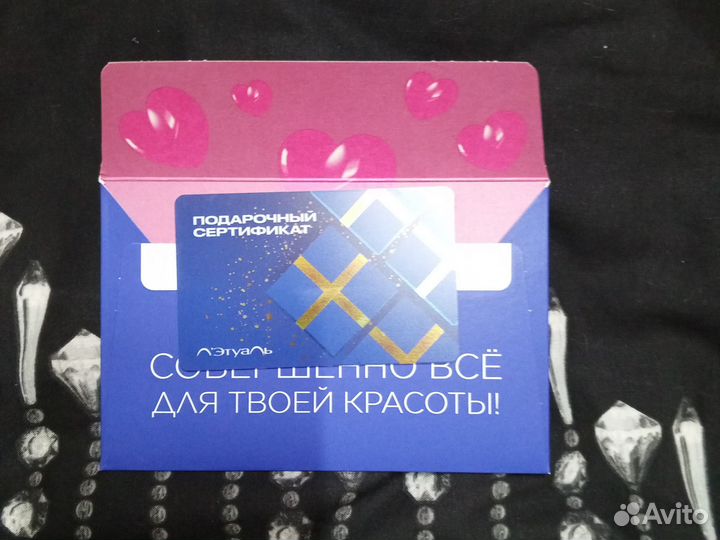 ПОДАРОЧНЫЙ
СЕРТИФИКАТ
Л'ЭТУАЛЬ
СОВЕРШЕННО ВСЁ
ДЛЯ ТВОЕЙ КРАСОТЫ!
Avito